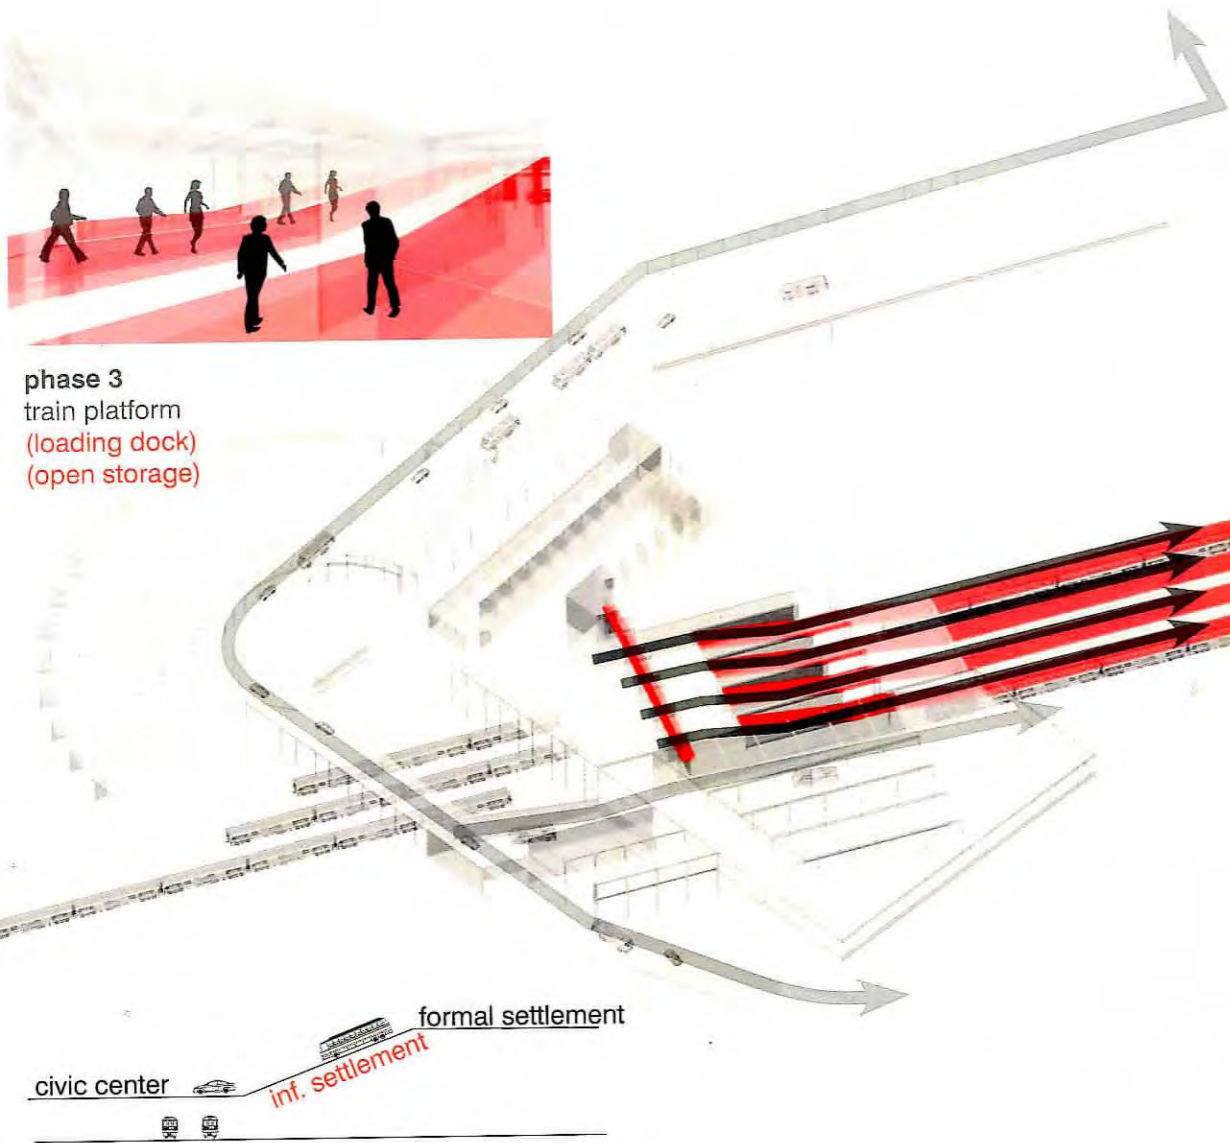 phase 3
train platform
(loading dock)
(open storage)
formal settlement
inf. settlement
civic center